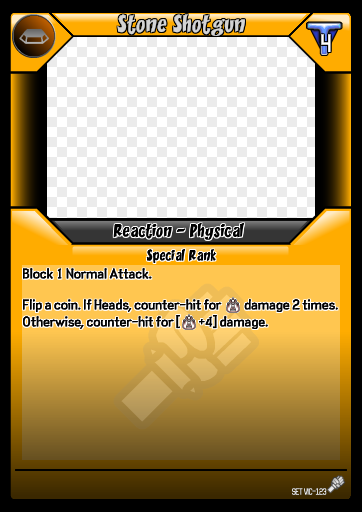 Stone Shotgun
4
Reaction - Physical
Special Rank
Block 1 Normal Attack.
Flip a coin. If Heads, counter-hit for damage 2 times.
Otherwise, counter-hit for [ +4] damage.
SET VIC-123